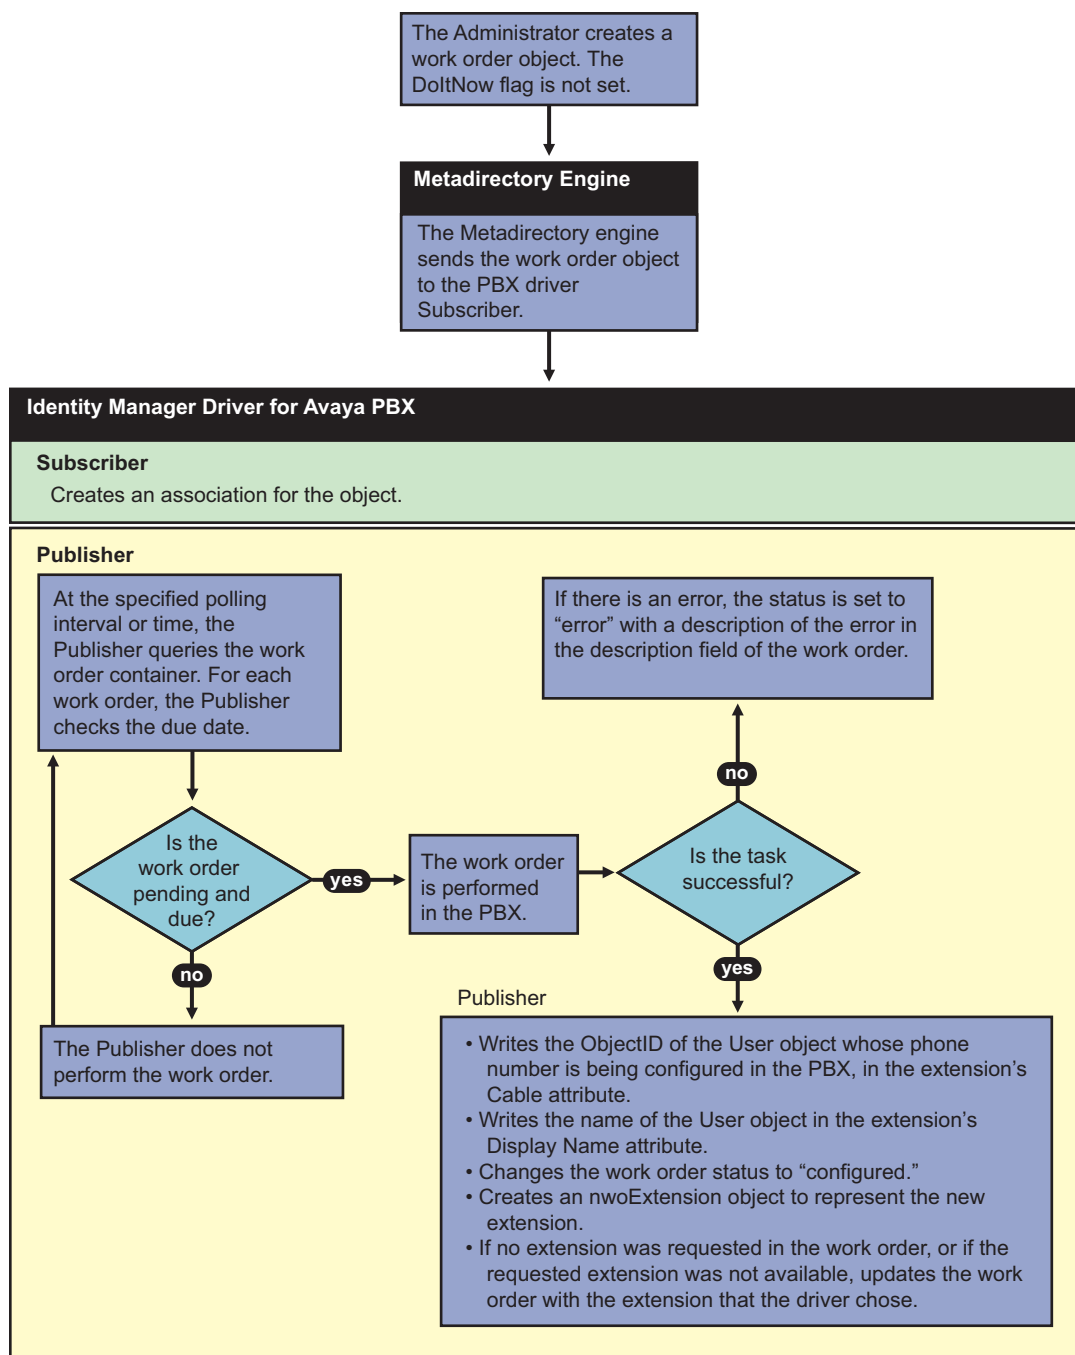 The Administrator creates a
work order object. The
DoItNow flag is not set.
Metadirectory Engine
The Metadirectory engine
sends the work order object
to the PBX driver
Subscriber.
Identity Manager Driver for Avaya PBX
Subscriber
Creates an association for the object.
Publisher
At the specified polling
interval or time, the
Publisher queries the work
order container. For each
work order, the Publisher
checks the due date.
If there is an error, the status is set to
“error” with a description of the error in
the description field of the work order.
no
Is the
work order
pending and
due?
yes
The work order
is performed
in the PBX.
Is the task
successful?
no
yes
The Publisher does not
perform the work order.
Publisher
• Writes the ObjectID of the User object whose phone
number is being configured in the PBX, in the extension’s
Cable attribute.
• Writes the name of the User object in the extension’s
Display Name attribute.
• Changes the work order status to “configured.”
• Creates an nwoExtension object to represent the new
extension.
• If no extension was requested in the work order, or if the
requested extension was not available, updates the work
order with the extension that the driver chose.